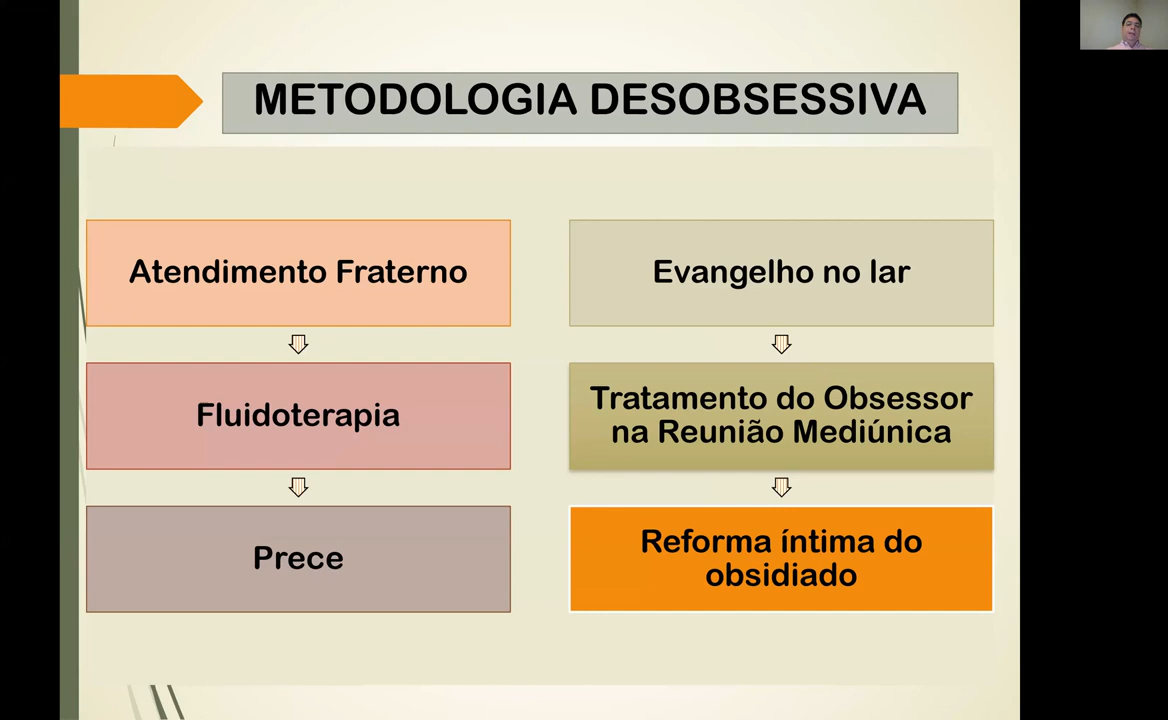 METODOLOGIA DESOBSESSIVA
Atendimento Fraterno
Fluidoterapia
Prece
Evangelho no lar
Tratamento do Obsessor
na Reunião Mediúnica
Reforma íntima do
obsidiado